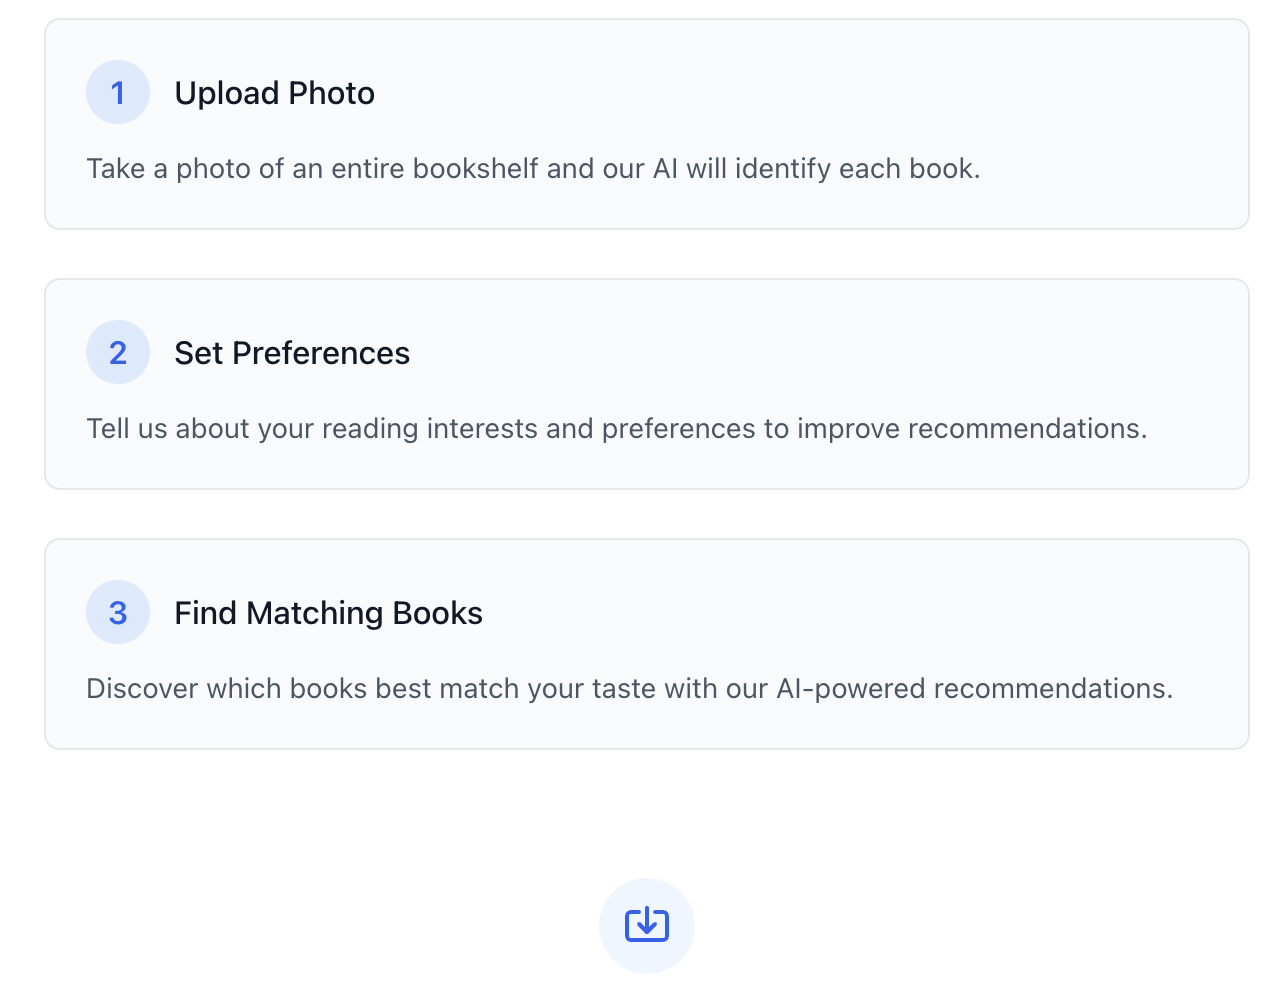 1 Upload Photo
Take a photo of an entire bookshelf and our AI will identify each book.
2 Set Preferences
Tell us about your reading interests and preferences to improve recommendations.
3 Find Matching Books
Discover which books best match your taste with our AI-powered recommendations.